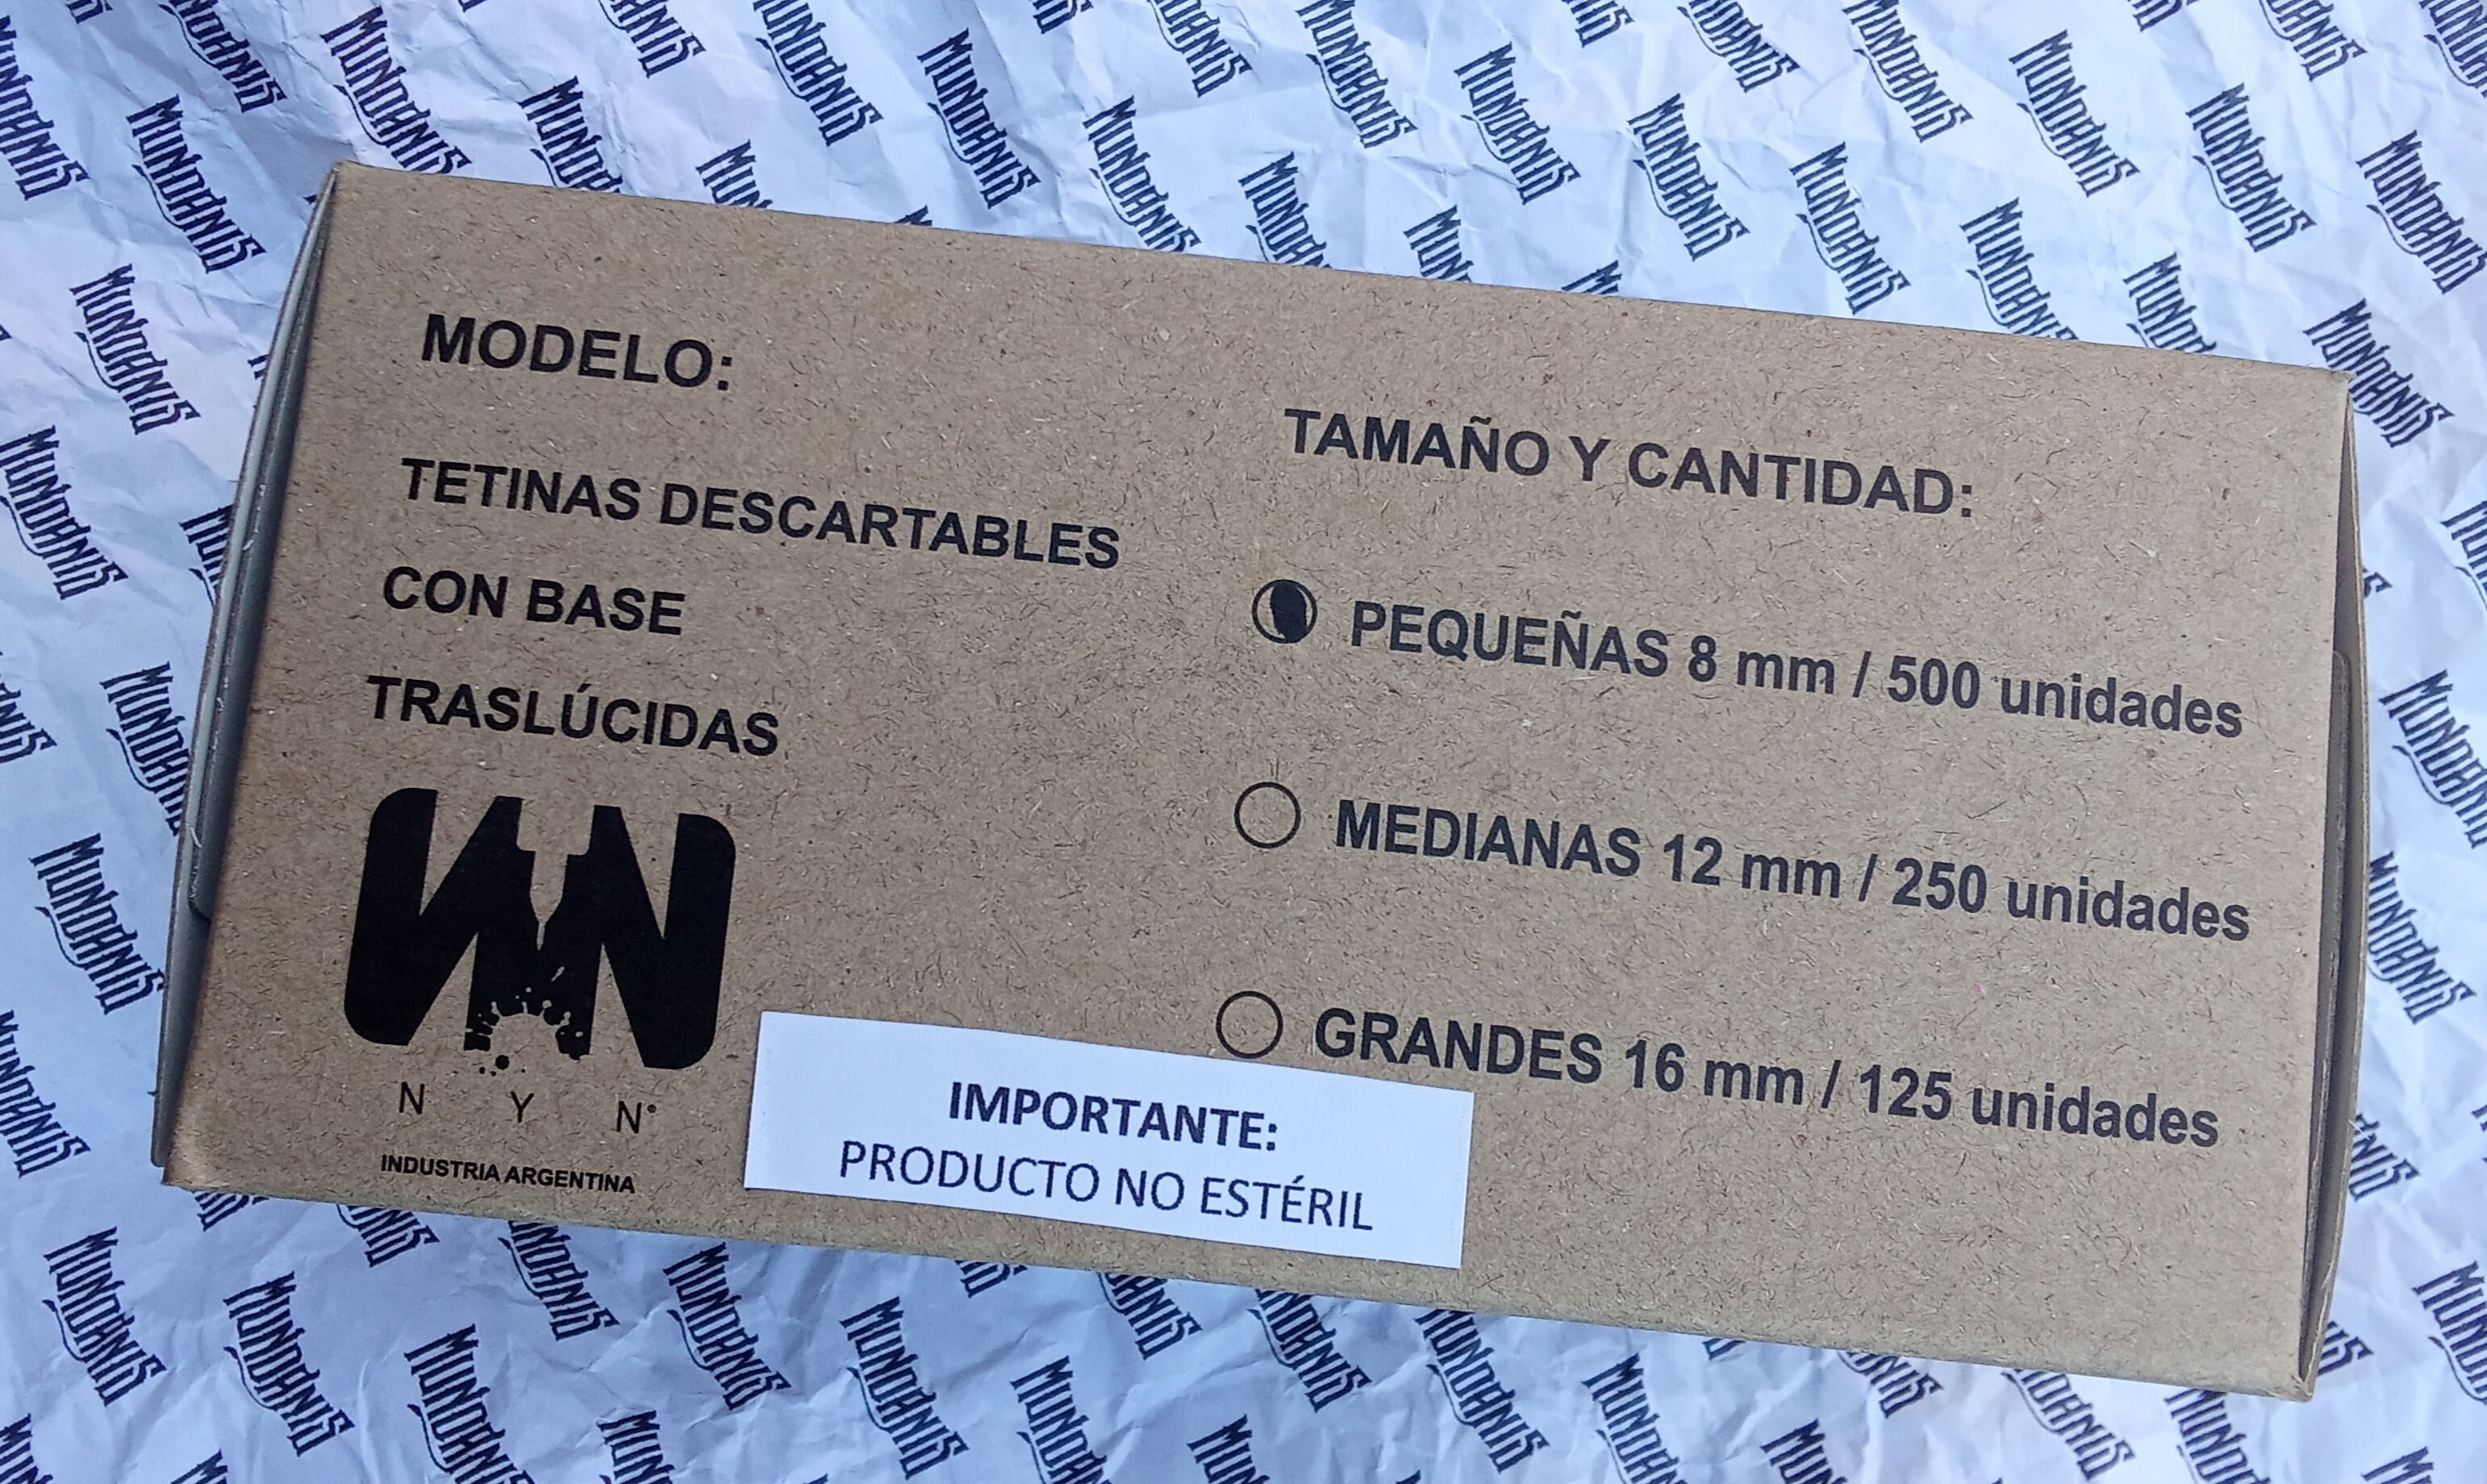 MODELO:
TETINAS DESCARTABLES
CON BASE
TRASLÚCIDAS
N Y N
INDUSTRIA ARGENTINA
TAMAÑO Y CANTIDAD:
PEQUEÑAS 8 mm / 500 unidades
MEDIANAS 12 mm / 250 unidades
GRANDES 16 mm / 125 unidades
IMPORTANTE:
PRODUCTO NO ESTÉRIL